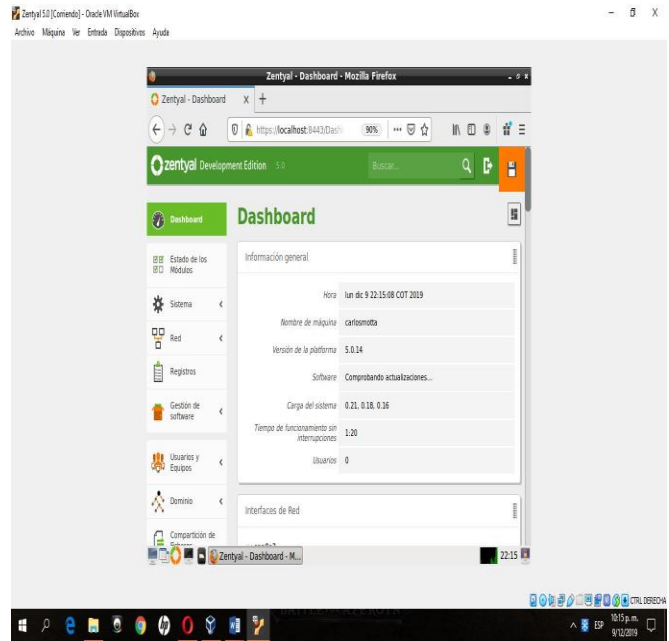 Zentyal 5.0 [Corriendo] - Oracle VM VirtualBox
Archivo Máquina Ver Entrada Dispositivos Ayuda
Zentyal - Dashboard - Mozilla Firefox
Zentyal - Dashboard
https://localhost:8443/Dash
90%
zentyal Development Edition 5.0
Buscar...
Dashboard
Dashboard
Estado de los Módulos
Sistema
Red
Registros
Gestión de software
Usuarios y Equipos
Dominio
Compartición de
Información general
Hora lun dic 9 22:15:08 COT 2019
Nombre de máquina carlosmotta
Versión de la plataforma 5.0.14
Software Comprobando actualizaciones...
Carga del sistema 0.21, 0.18, 0.16
Tiempo de funcionamiento sin interrupciones 1:20
Usuarios 0
Interfaces de Red
Zentyal - Dashboard - M...
22:15
CTRL DERECHA
ESP
10:15 p.m.
9/12/2019